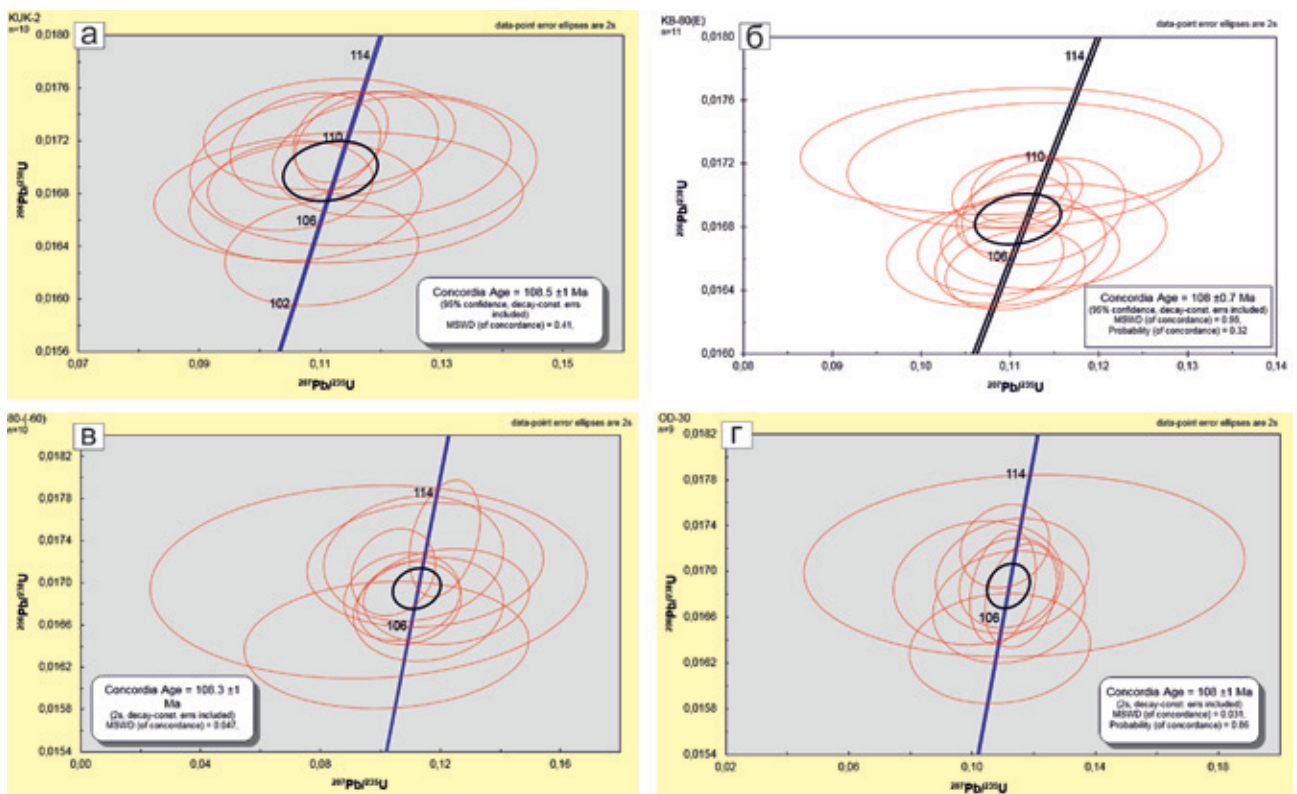 KUK-2
n=10
а
data-point error ellipses are 2s
0,0180
0,0176
0,0172
0,0168
0,0164
0,0160
0,0156
114
110
106
102
²⁰⁶Pb/²³⁸U
Concordia Age = 108.5 ±1 Ma
(95% confidence, decay-const. errs
included)
MSWD (of concordance) = 0.41,
0,07 0,09 0,11 0,13 0,15
²⁰⁷Pb/²³⁵U
KB-80(E)
n=11
б
data-point error ellipses are 2s
0,0180
0,0176
0,0172
0,0168
0,0164
0,0160
114
110
106
²⁰⁶Pb/²³⁸U
Concordia Age = 108 ±0.7 Ma
(95% confidence, decay-const. errs included)
MSWD (of concordance) = 0.98,
Probability (of concordance) = 0.32
0,08 0,09 0,10 0,11 0,12 0,13 0,14
²⁰⁷Pb/²³⁵U
80-(-60)
n=10
в
data-point error ellipses are 2s
0,0182
0,0178
0,0174
0,0170
0,0166
0,0162
0,0158
0,0154
114
106
²⁰⁶Pb/²³⁸U
Concordia Age = 108.3 ±1
Ma
(2s, decay-const. errs included)
MSWD (of concordance) = 0.047,
0,00 0,04 0,08 0,12 0,16
²⁰⁷Pb/²³⁵U
OD-30
n=9
г
data-point error ellipses are 2s
0,0182
0,0178
0,0174
0,0170
0,0166
0,0162
0,0158
0,0154
114
106
²⁰⁶Pb/²³⁸U
Concordia Age = 108 ±1 Ma
(2s, decay-const. errs included)
MSWD (of concordance) = 0.031,
Probability (of concordance) = 0.86
0,02 0,06 0,10 0,14 0,18
²⁰⁷Pb/²³⁵U